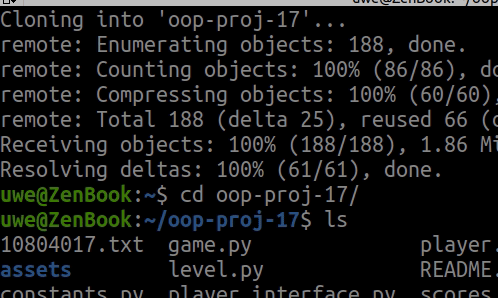 uwe@ZenBook: ~/oop-
Cloning into 'oop-proj-17'...
remote: Enumerating objects: 188, done.
remote: Counting objects: 100% (86/86), do
remote: Compressing objects: 100% (60/60),
remote: Total 188 (delta 25), reused 66 (
Receiving objects: 100% (188/188), 1.86 Mi
Resolving deltas: 100% (61/61), done.
uwe@ZenBook:~$ cd oop-proj-17/
uwe@ZenBook:~/oop-proj-17$ ls
10804017.txt game.py player.
assets level.py README.
constants.py player_interface.py scores